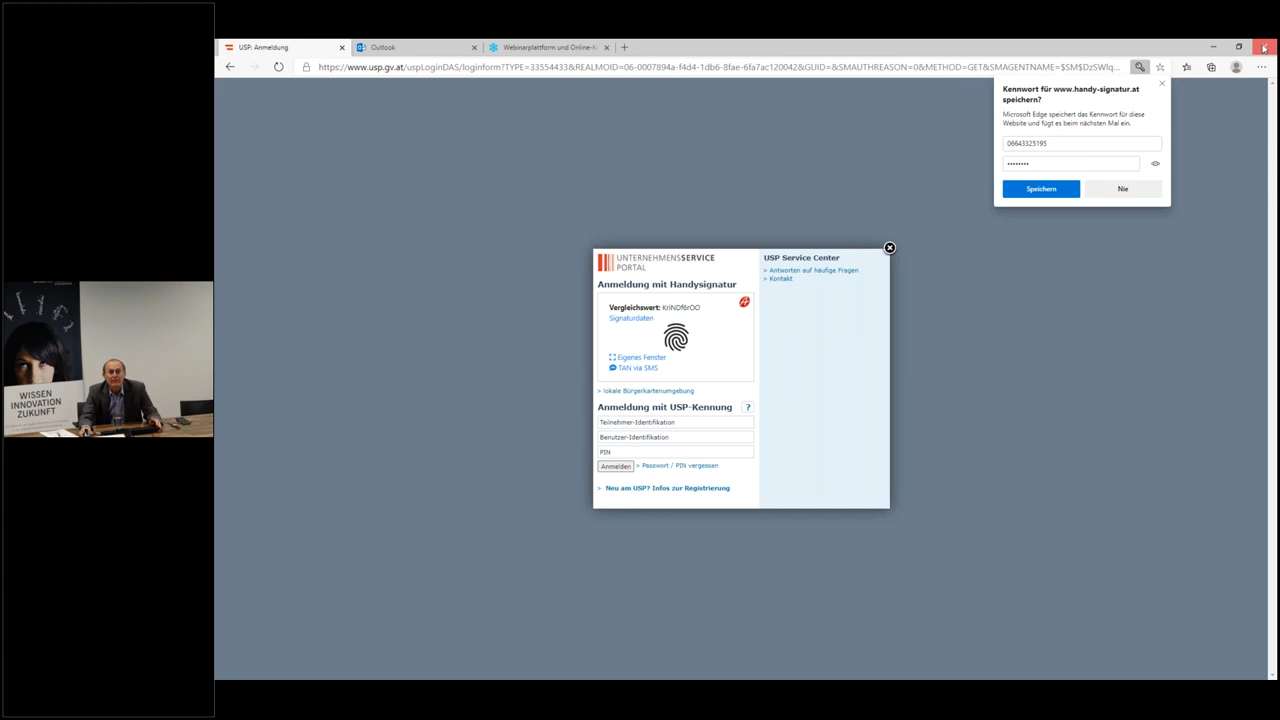 USP: Anmeldung
Outlook
Webinarplattform und Online-K
https://www.usp.gv.at/uspLoginDAS/loginform?TYPE=33554433&REALMOID=06-0007894a-f4d4-1db6-8fae-6fa7ac120042&GUID=&SMAUTHREASON=0&METHOD=GET&SMAGENTNAME=$SM$DzSWlq...
Kennwort für www.handy-signatur.at
speichern?
Microsoft Edge speichert das Kennwort für diese
Website und fügt es beim nächsten Mal ein.
06643325195
••••••••
Speichern
Nie
UNTERNEHMENSSERVICE
PORTAL
Anmeldung mit Handysignatur
Vergleichswert: KriNDf6rOO
Signaturdaten
Eigenes Fenster
TAN via SMS
> lokale Bürgerkartenumgebung
Anmeldung mit USP-Kennung
?
Teilnehmer-Identifikation
Benutzer-Identifikation
PIN
Anmelden
> Passwort / PIN vergessen
> Neu am USP? Infos zur Registrierung
USP Service Center
> Antworten auf häufige Fragen
> Kontakt
WISSEN
INNOVATION
ZUKUNFT